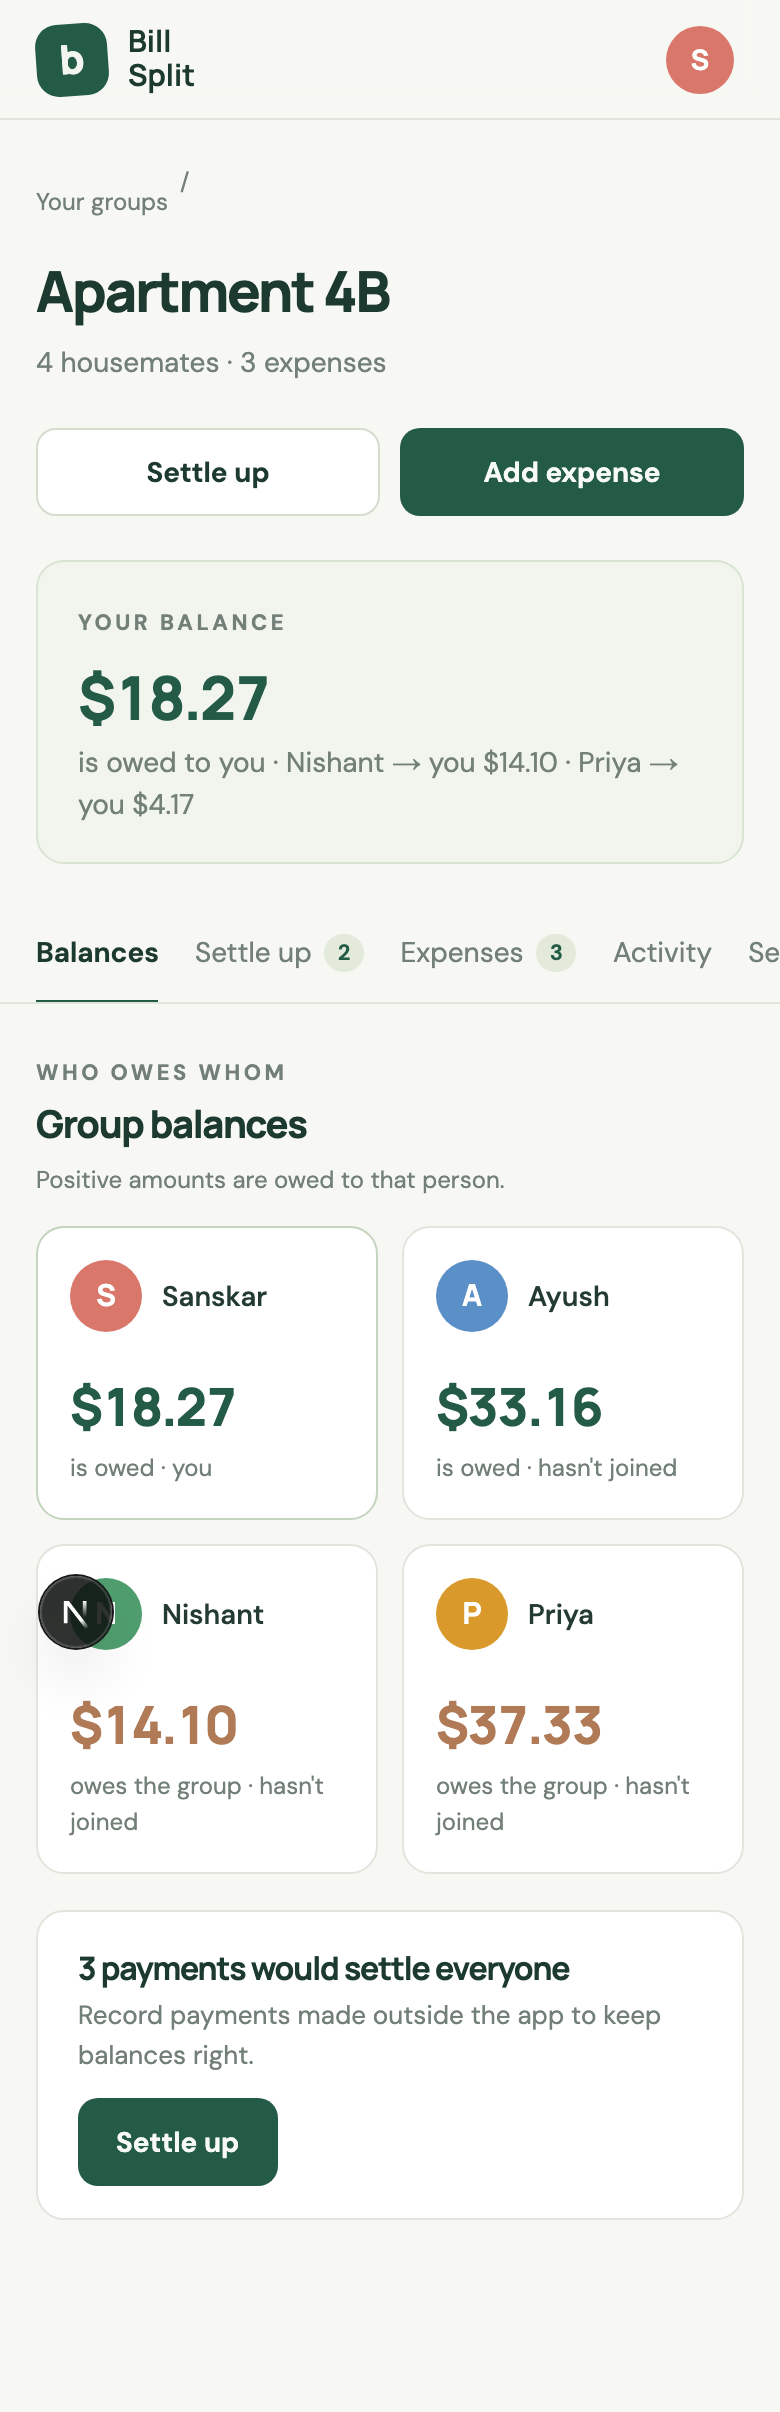 b
Bill
Split
S
Your groups /
Apartment 4B
4 housemates · 3 expenses
Settle up
Add expense
YOUR BALANCE
$18.27
is owed to you · Nishant → you $14.10 · Priya →
you $4.17
Balances Settle up 2 Expenses 3 Activity Se
WHO OWES WHOM
Group balances
Positive amounts are owed to that person.
S Sanskar
$18.27
is owed · you
A Ayush
$33.16
is owed · hasn't joined
N N Nishant
$14.10
owes the group · hasn't
joined
P Priya
$37.33
owes the group · hasn't
joined
3 payments would settle everyone
Record payments made outside the app to keep
balances right.
Settle up